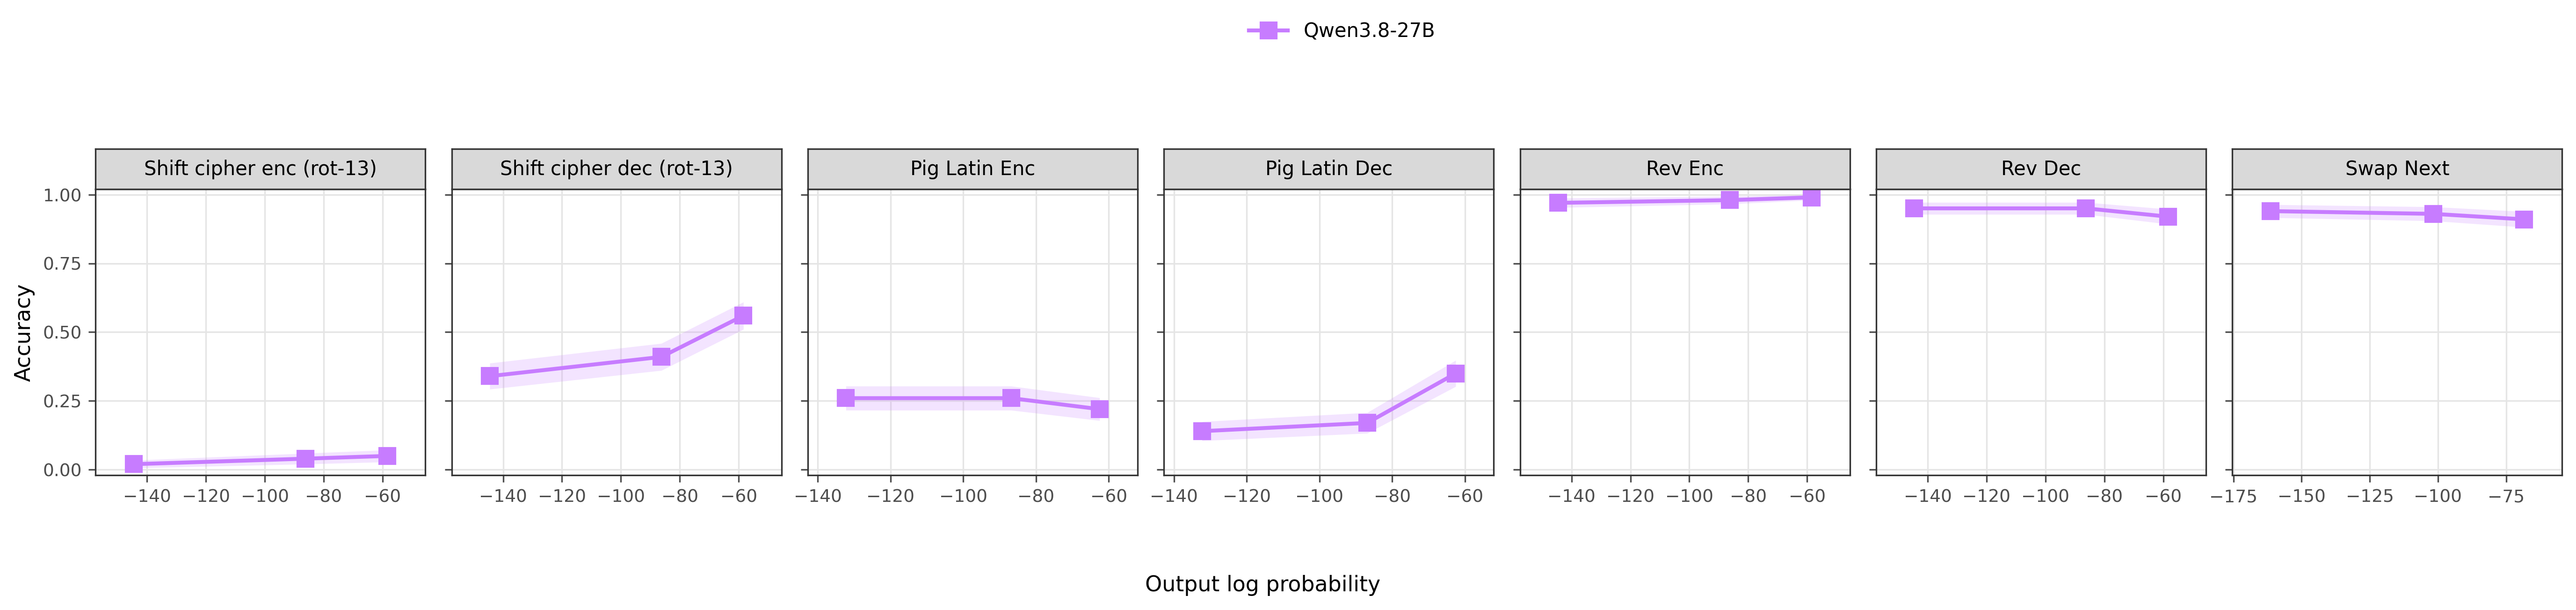 Qwen3.8-27B
Shift cipher enc (rot-13) Shift cipher dec (rot-13) Pig Latin Enc Pig Latin Dec Rev Enc Rev Dec Swap Next
Accuracy
1.00
0.75
0.50
0.25
0.00
−140 −120 −100 −80 −60 −140 −120 −100 −80 −60 −140 −120 −100 −80 −60 −140 −120 −100 −80 −60 −140 −120 −100 −80 −60 −140 −120 −100 −80 −60 −175 −150 −125 −100 −75
Output log probability